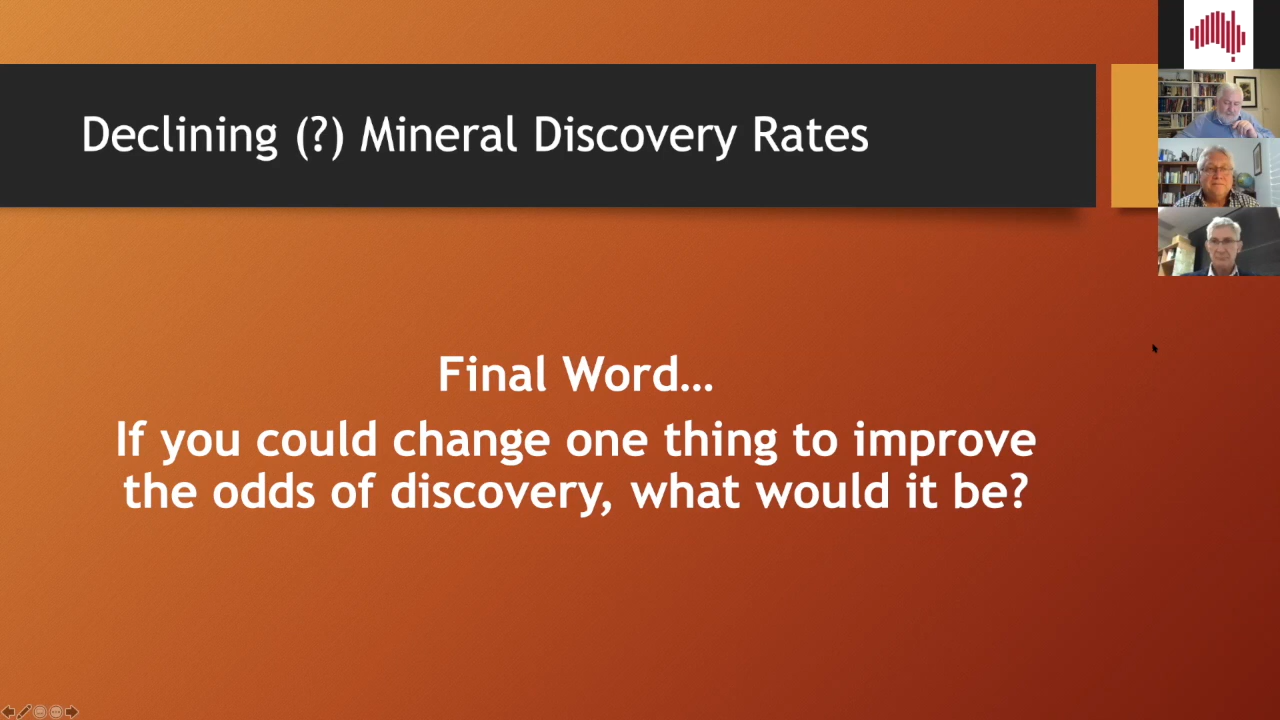 Declining (?) Mineral Discovery Rates
Final Word…
If you could change one thing to improve
the odds of discovery, what would it be?